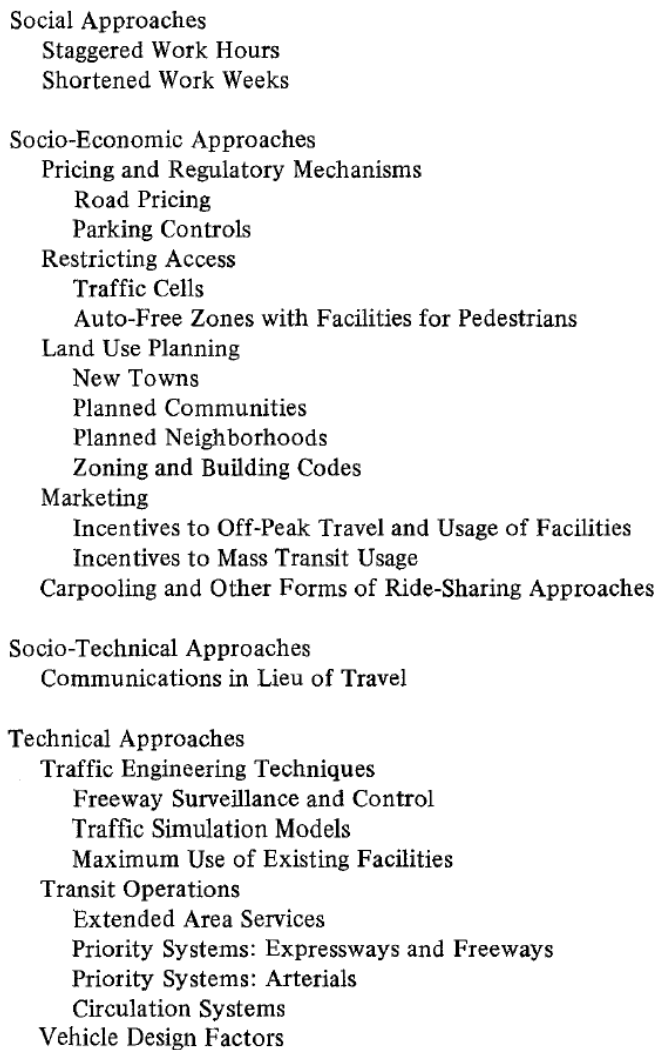 Social Approaches
Staggered Work Hours
Shortened Work Weeks
Socio-Economic Approaches
Pricing and Regulatory Mechanisms
Road Pricing
Parking Controls
Restricting Access
Traffic Cells
Auto-Free Zones with Facilities for Pedestrians
Land Use Planning
New Towns
Planned Communities
Planned Neighborhoods
Zoning and Building Codes
Marketing
Incentives to Off-Peak Travel and Usage of Facilities
Incentives to Mass Transit Usage
Carpooling and Other Forms of Ride-Sharing Approaches
Socio-Technical Approaches
Communications in Lieu of Travel
Technical Approaches
Traffic Engineering Techniques
Freeway Surveillance and Control
Traffic Simulation Models
Maximum Use of Existing Facilities
Transit Operations
Extended Area Services
Priority Systems: Expressways and Freeways
Priority Systems: Arterials
Circulation Systems
Vehicle Design Factors